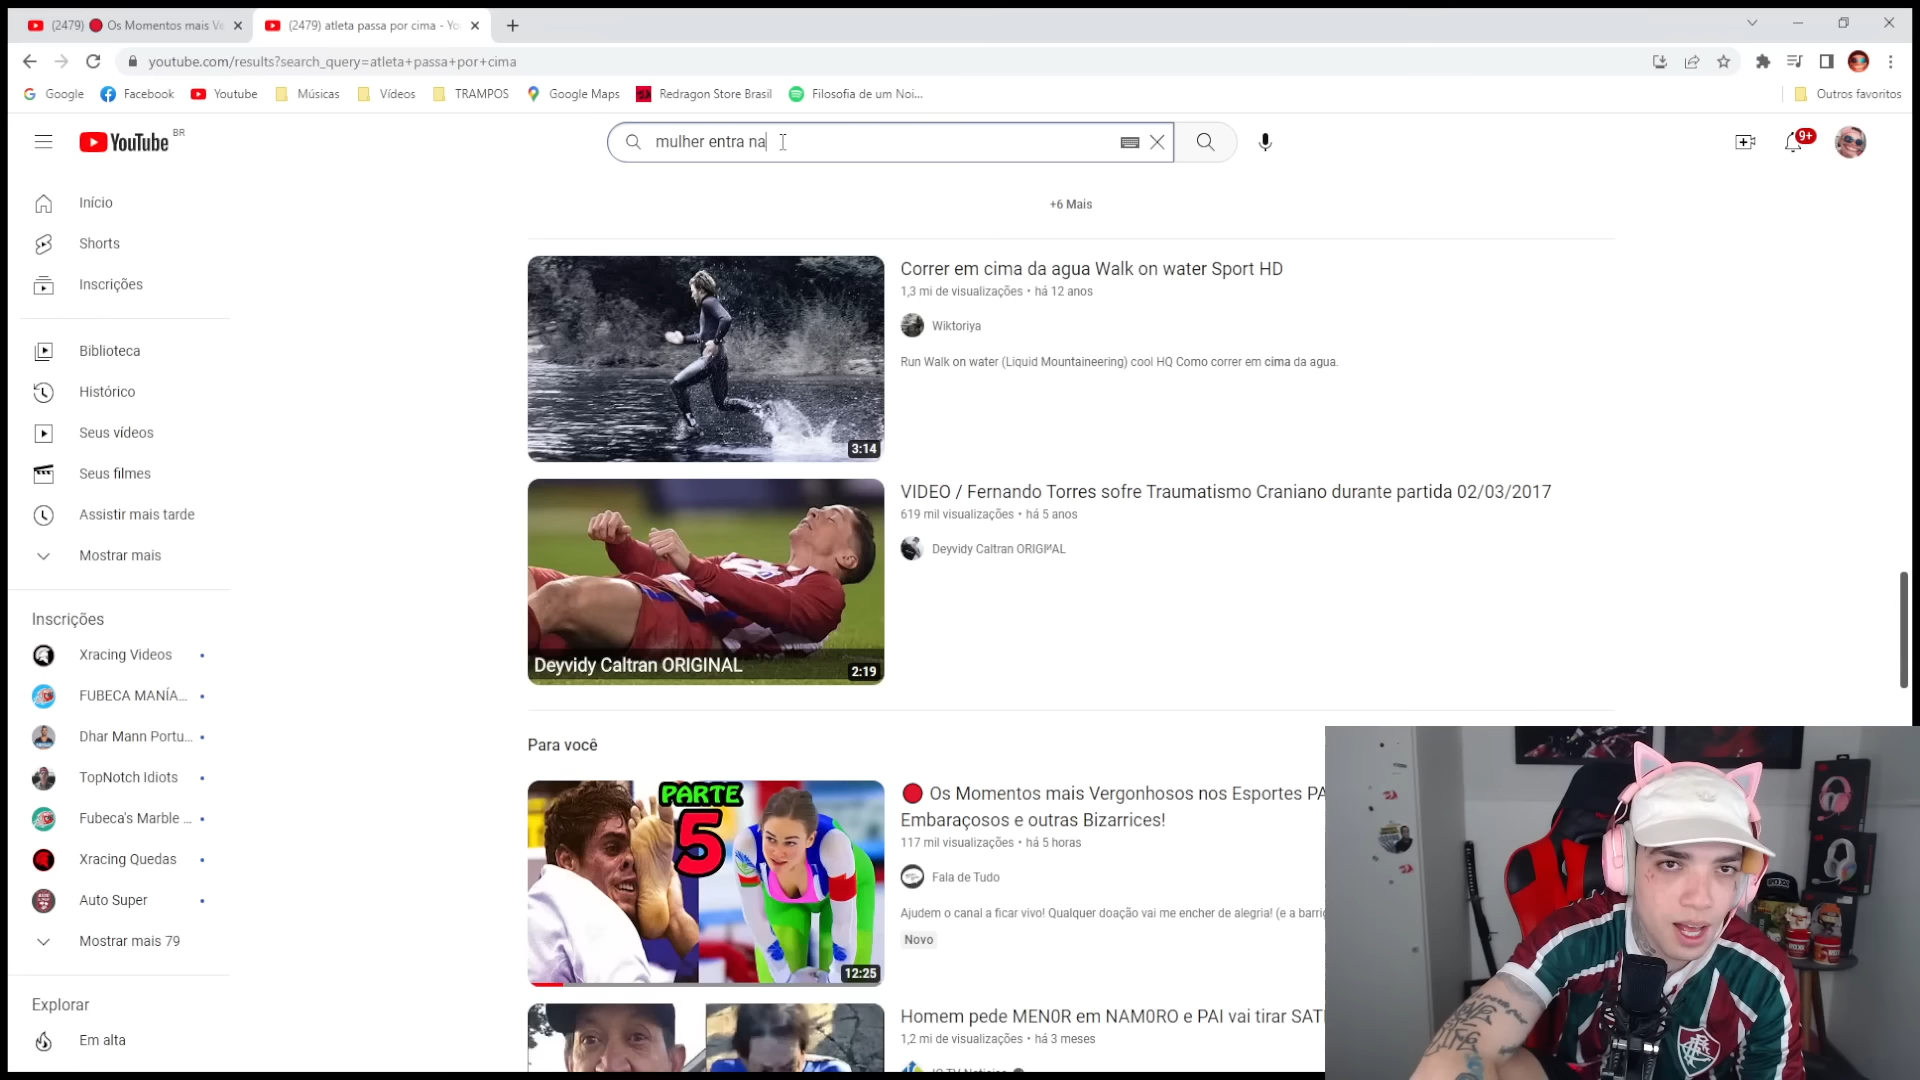 (2479) 🔴 Os Momentos mais Ve
(2479) atleta passa por cima - Yo
youtube.com/results?search_query=atleta+passa+por+cima
Google
Facebook
Youtube
Músicas
Vídeos
TRAMPOS
Google Maps
Redragon Store Brasil
Filosofia de um Noi...
Outros favoritos
YouTube BR
mulher entra na
9+
Início
Shorts
Inscrições
Biblioteca
Histórico
Seus vídeos
Seus filmes
Assistir mais tarde
Mostrar mais
Inscrições
Xracing Videos
FUBECA MANÍA...
Dhar Mann Portu...
TopNotch Idiots
Fubeca's Marble ...
Xracing Quedas
Auto Super
Mostrar mais 79
Explorar
Em alta
+6 Mais
3:14
Correr em cima da agua Walk on water Sport HD
1,3 mi de visualizações • há 12 anos
Wiktoriya
Run Walk on water (Liquid Mountaineering) cool HQ Como correr em cima da agua.
Deyvidy Caltran ORIGINAL
2:19
VIDEO / Fernando Torres sofre Traumatismo Craniano durante partida 02/03/2017
619 mil visualizações • há 5 anos
Deyvidy Caltran ORIGINAL
Para você
PARTE
5
12:25
🔴 Os Momentos mais Vergonhosos nos Esportes PA
Embaraçosos e outras Bizarrices!
117 mil visualizações • há 5 horas
Fala de Tudo
Ajudem o canal a ficar vivo! Qualquer doação vai me encher de alegria! (e a barrig
Novo
Homem pede MEN0R em NAM0RO e PAI vai tirar SATI
1,2 mi de visualizações • há 3 meses